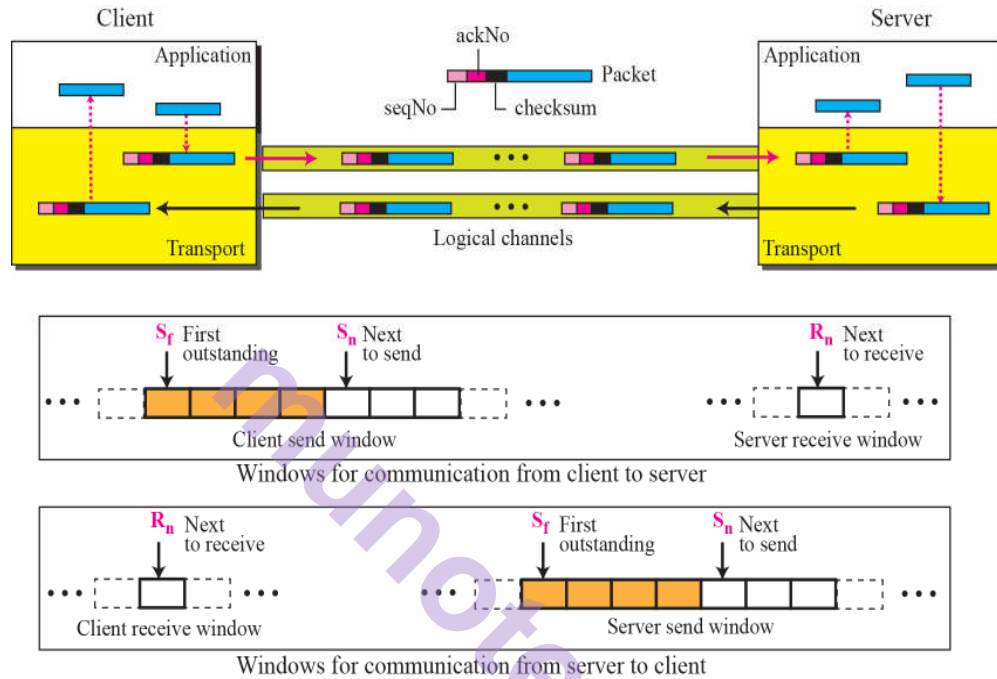 Client
Server
Application
Application
ackNo
Packet
seqNo
checksum
Logical channels
Transport
Transport
Sf First
outstanding
Sn Next
to send
Rn Next
to receive
Client send window
Server receive window
Windows for communication from client to server
Rn Next
to receive
Sf First
outstanding
Sn Next
to send
Client receive window
Server send window
Windows for communication from server to client
munote